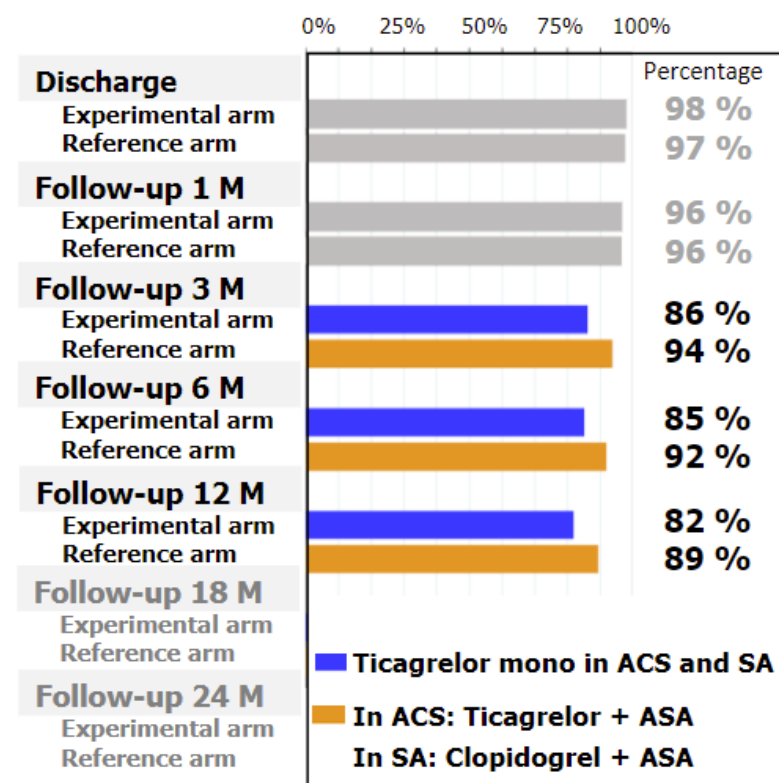 0% 25% 50% 75% 100%
Percentage
Discharge
Experimental arm 98 %
Reference arm 97 %
Follow-up 1 M
Experimental arm 96 %
Reference arm 96 %
Follow-up 3 M
Experimental arm 86 %
Reference arm 94 %
Follow-up 6 M
Experimental arm 85 %
Reference arm 92 %
Follow-up 12 M
Experimental arm 82 %
Reference arm 89 %
Follow-up 18 M
Experimental arm
Reference arm
Follow-up 24 M
Experimental arm
Reference arm
Ticagrelor mono in ACS and SA
In ACS: Ticagrelor + ASA
In SA: Clopidogrel + ASA